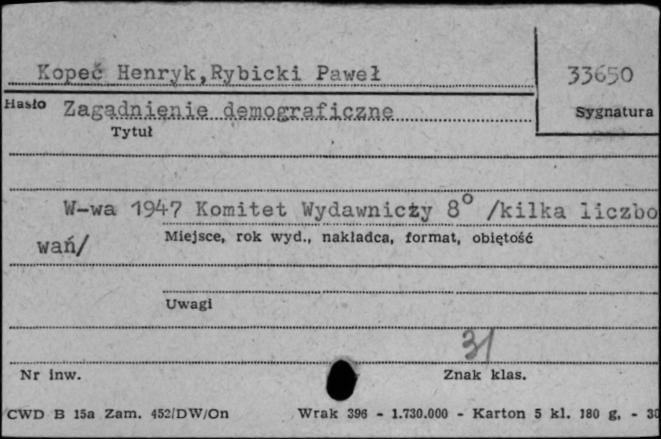 Kopeć Henryk,Rybicki Paweł
33650
Hasło Zagadnienie demograficzne
Sygnatura
Tytuł
W-wa 1947 Komitet Wydawniczy 8° /kilka liczbo
wań/
Miejsce, rok wyd., nakładca, format, objętość
Uwagi
31
Nr inw.
Znak klas.
CWD B 15a Zam. 452/DW/On Wrak 396 - 1.730.000 - Karton 5 kl. 180 g, - 30